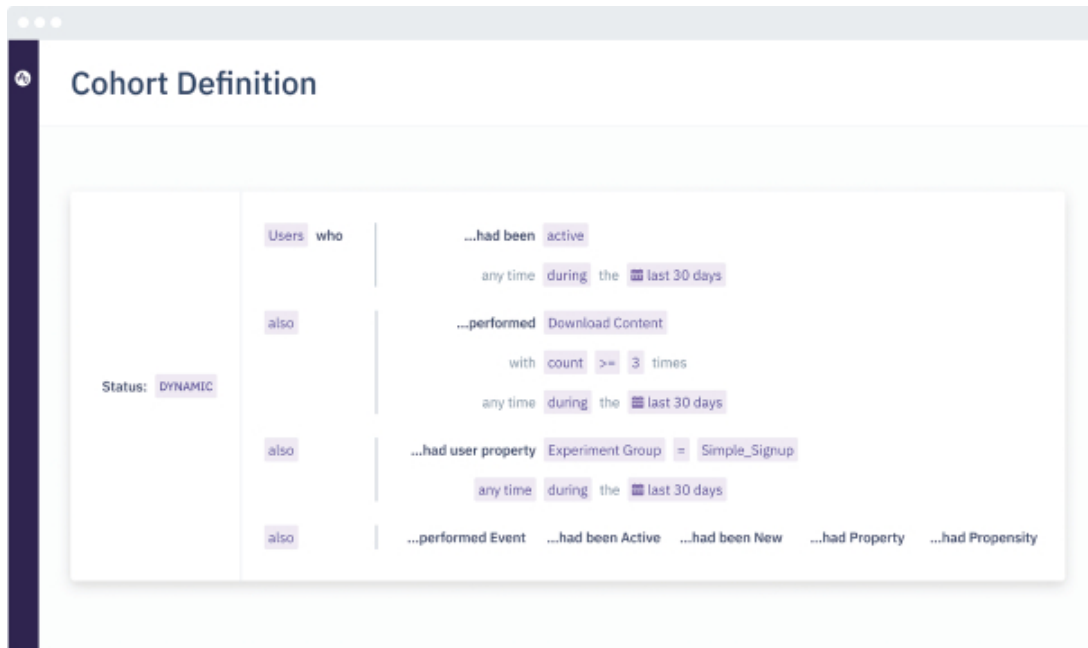 Cohort Definition
Users who ...had been active
any time during the last 30 days
also ...performed Download Content
with count >= 3 times
any time during the last 30 days
Status: DYNAMIC
also ...had user property Experiment Group = Simple_Signup
any time during the last 30 days
also ...performed Event ...had been Active ...had been New ...had Property ...had Propensity